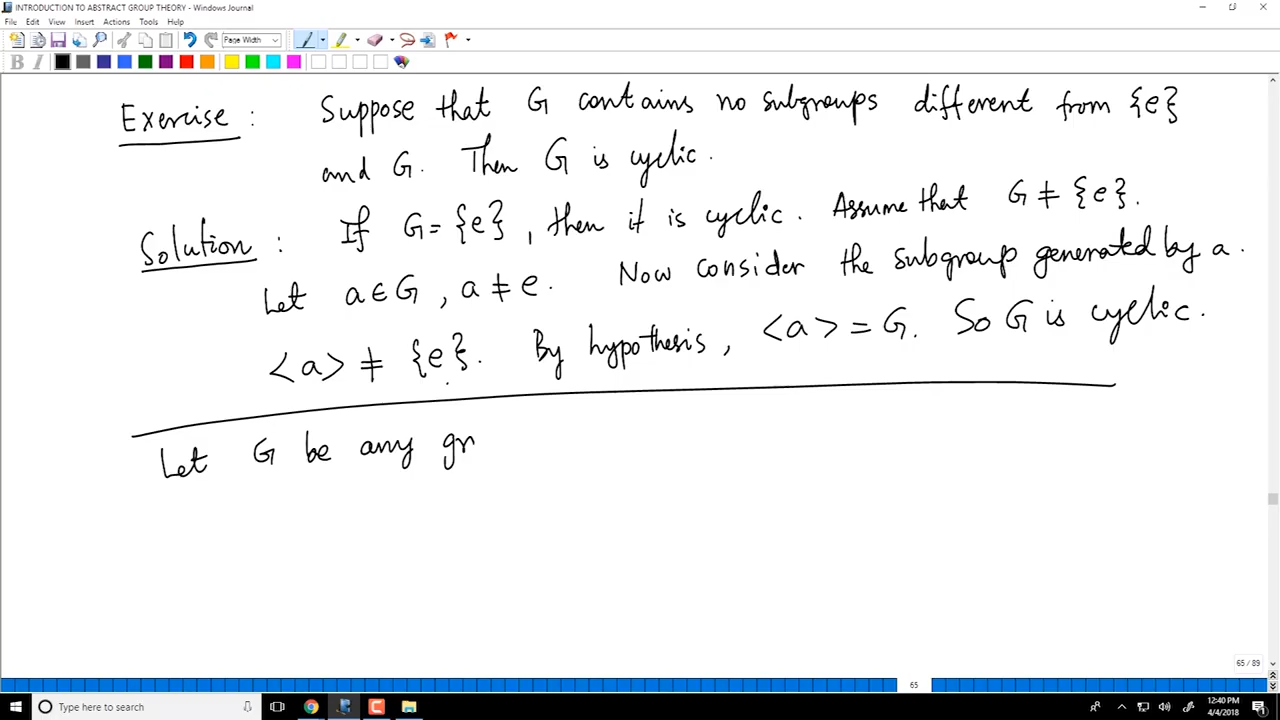 INTRODUCTION TO ABSTRACT GROUP THEORY - Windows Journal
File Edit View Insert Actions Tools Help
Page Width
B I
Exercise : Suppose that G contains no subgroups different from {e}
and G. Then G is cyclic.
Solution : If G = {e}, then it is cyclic. Assume that G ≠ {e}.
Let a ∈ G, a ≠ e. Now consider the subgroup generated by a.
<a> ≠ {e}. By hypothesis, <a> = G. So G is cyclic.
Let G be any gr
65 / 89
65
Type here to search
12:40 PM
4/4/2018